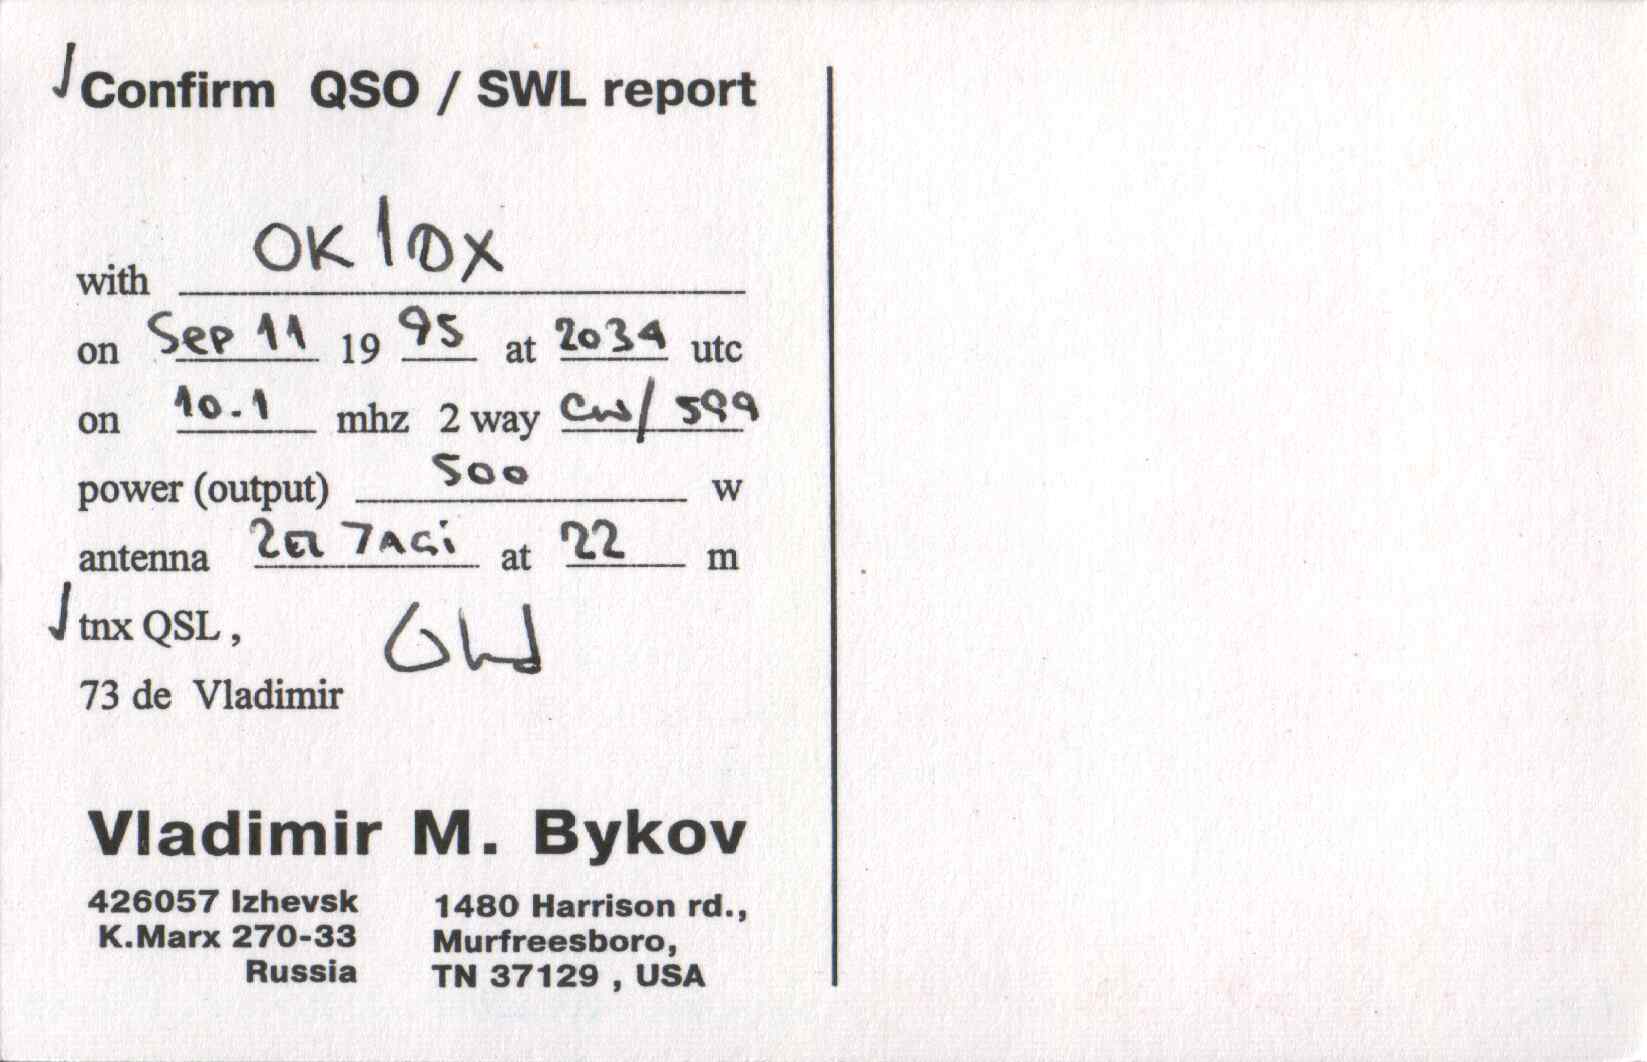 Confirm QSO / SWL report
with OK1DX
on Sep 11 19 95 at 2034 utc
on 10.1 mhz 2 way CW/ 599
power (output) 500 w
antenna 2EL 7AGi at 22 m
tnx QSL ,
73 de Vladimir
Vladimir M. Bykov
426057 Izhevsk
K.Marx 270-33
Russia
1480 Harrison rd.,
Murfreesboro,
TN 37129 , USA